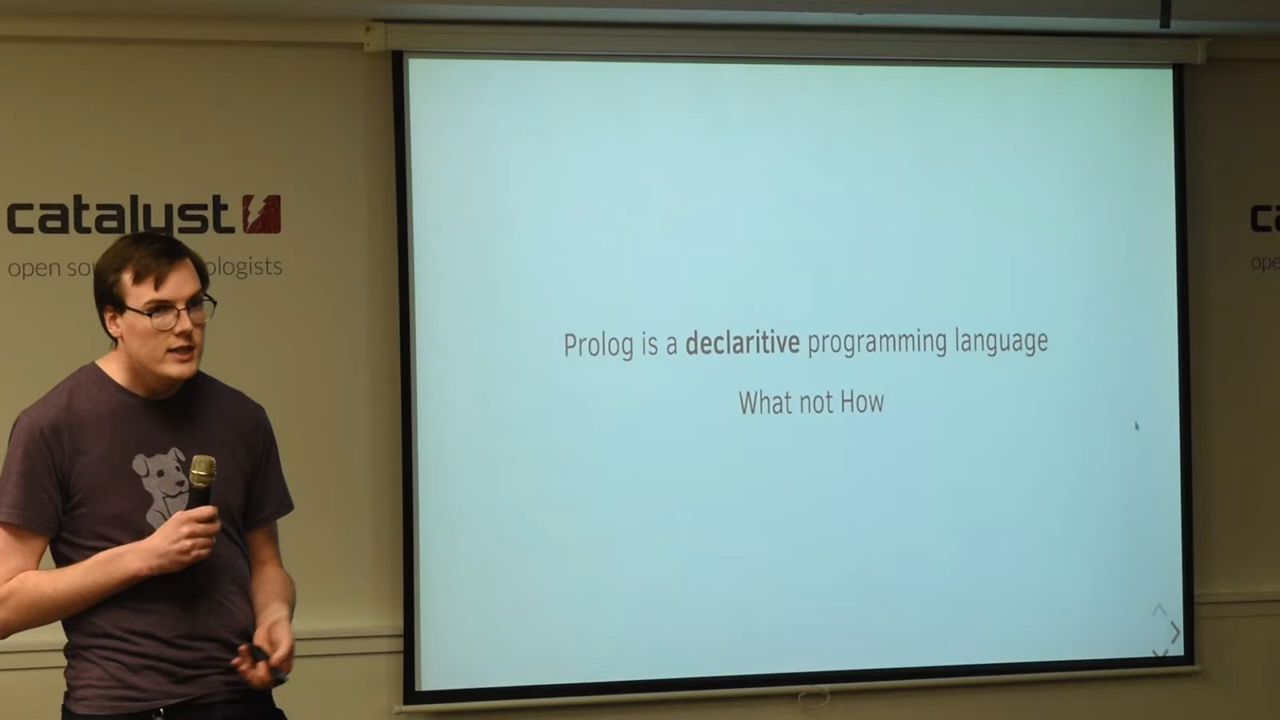 catalyst
open so ologists
Prolog is a declaritive programming language
What not How
ca
ope